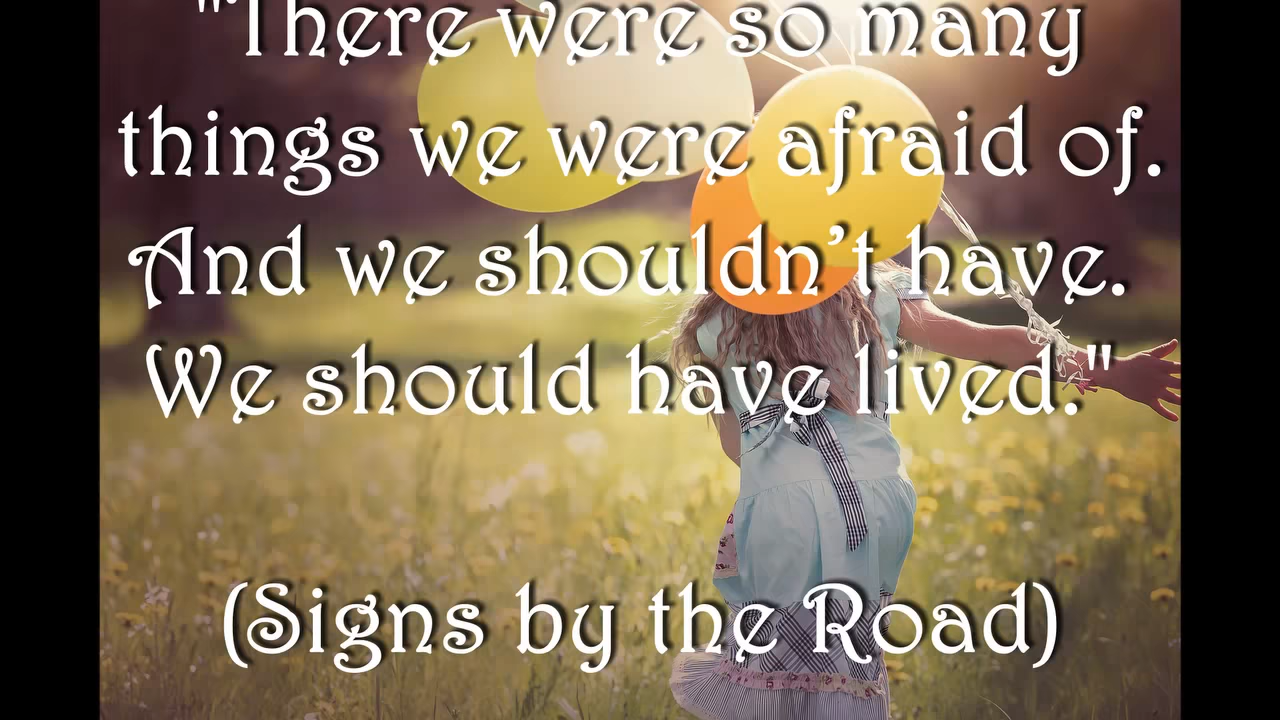 "There were so many
things we were afraid of.
And we shouldn’t have.
We should have lived."
(Signs by the Road)